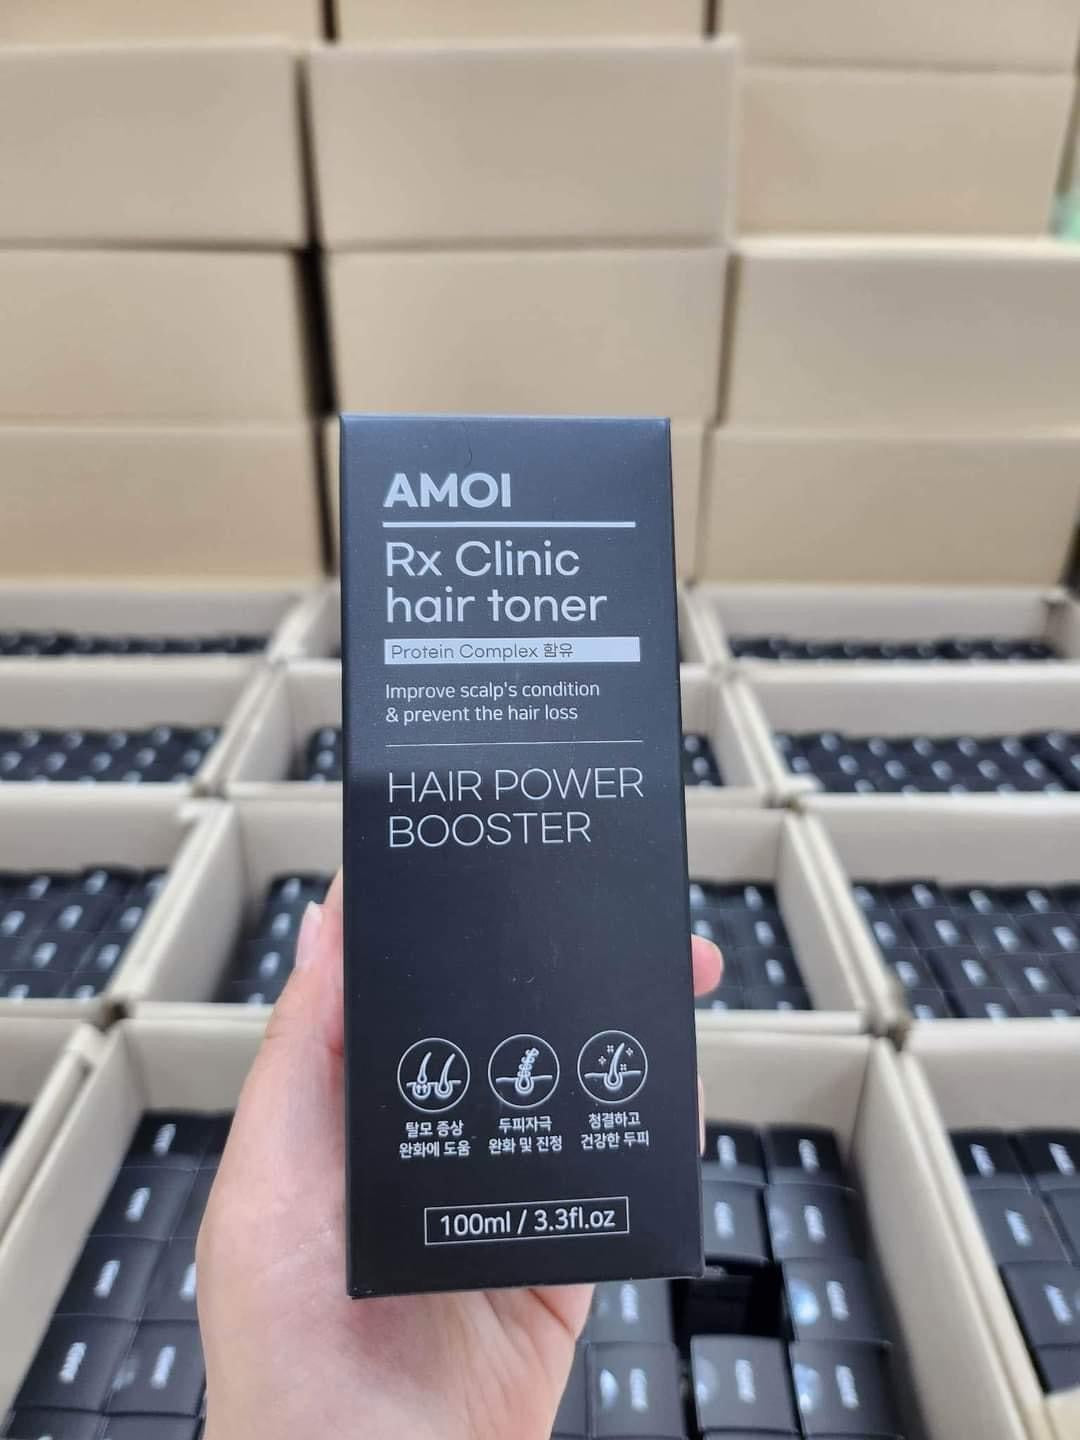 AMOI
Rx Clinic
hair toner
Protein Complex 함유
Improve scalp's condition
& prevent the hair loss
HAIR POWER
BOOSTER
탈모 증상
완화에 도움
두피자극
완화 및 진정
청결하고
건강한 두피
100ml / 3.3fl.oz